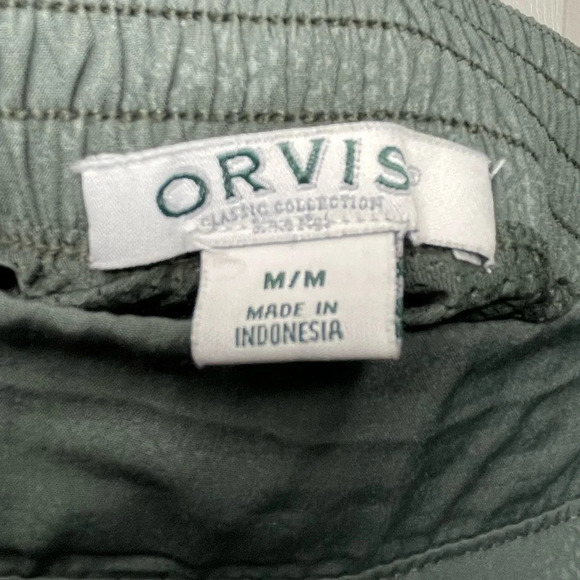 ORVIS®
CLASSIC COLLECTION
M/M
MADE IN
INDONESIA